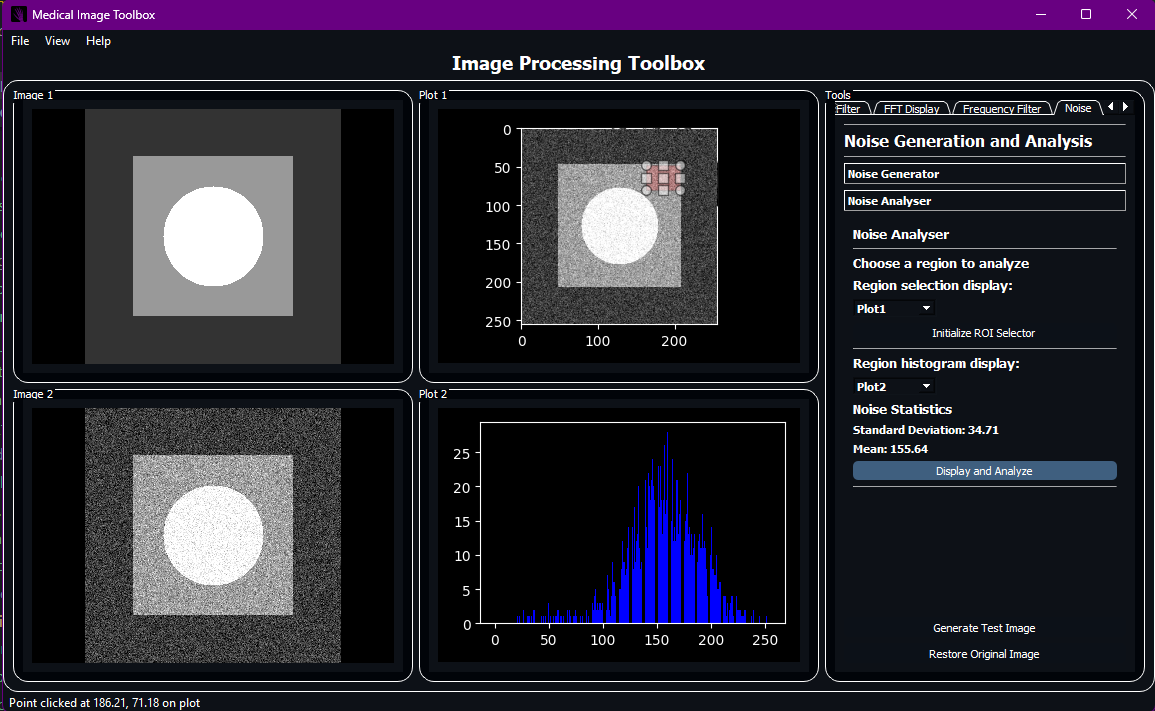 Medical Image Toolbox
File View Help
Image Processing Toolbox
Image 1
Plot 1
0
50
100
150
200
250
0 100 200
Image 2
Plot 2
25
20
15
10
5
0
0 50 100 150 200 250
Tools
Filter FFT Display Frequency Filter Noise
Noise Generation and Analysis
Noise Generator
Noise Analyser
Noise Analyser
Choose a region to analyze
Region selection display:
Plot1
Initialize ROI Selector
Region histogram display:
Plot2
Noise Statistics
Standard Deviation: 34.71
Mean: 155.64
Display and Analyze
Generate Test Image
Restore Original Image
Point clicked at 186.21, 71.18 on plot